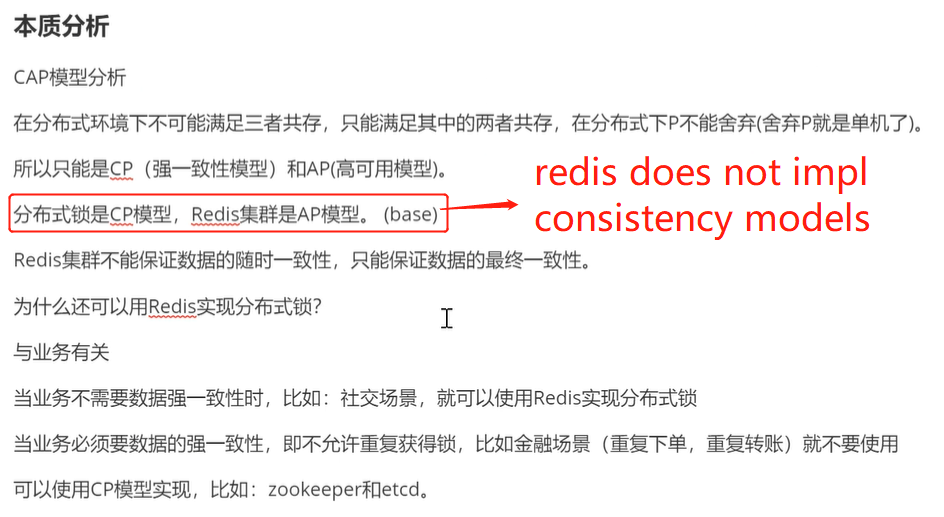 本质分析
CAP模型分析
在分布式环境下不可能满足三者共存，只能满足其中的两者共存，在分布式下P不能舍弃(舍弃P就是单机了)。
所以只能是CP（强一致性模型）和AP(高可用模型)。
分布式锁是CP模型，Redis集群是AP模型。 (base)
redis does not impl
consistency models
Redis集群不能保证数据的随时一致性，只能保证数据的最终一致性。
为什么还可以用Redis实现分布式锁？
与业务有关
当业务不需要数据强一致性时，比如：社交场景，就可以使用Redis实现分布式锁
当业务必须要数据的强一致性，即不允许重复获得锁，比如金融场景（重复下单，重复转账）就不要使用
可以使用CP模型实现，比如：zookeeper和etcd。